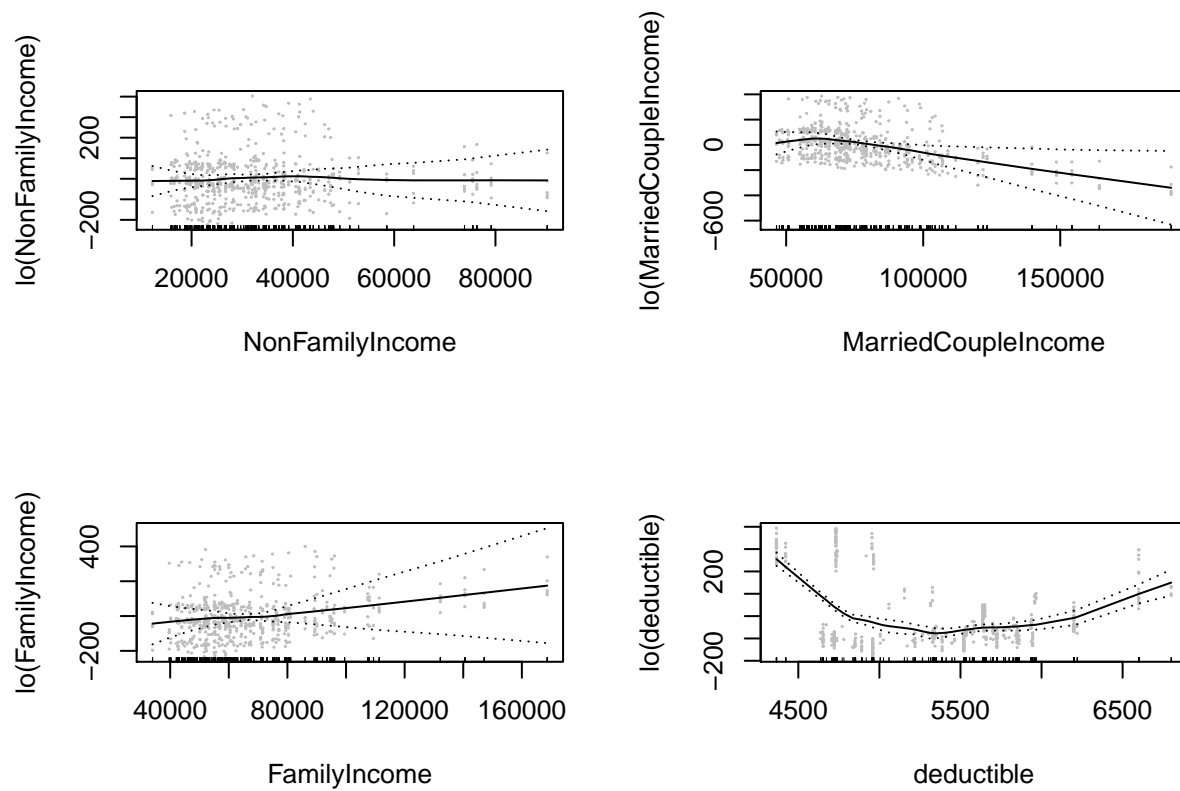 lo(NonFamilyIncome)
200
−200
20000 40000 60000 80000
NonFamilyIncome
lo(MarriedCoupleIncome)
0
−600
50000 100000 150000
MarriedCoupleIncome
lo(FamilyIncome)
400
−200
40000 80000 120000 160000
FamilyIncome
lo(deductible)
200
−200
4500 5500 6500
deductible